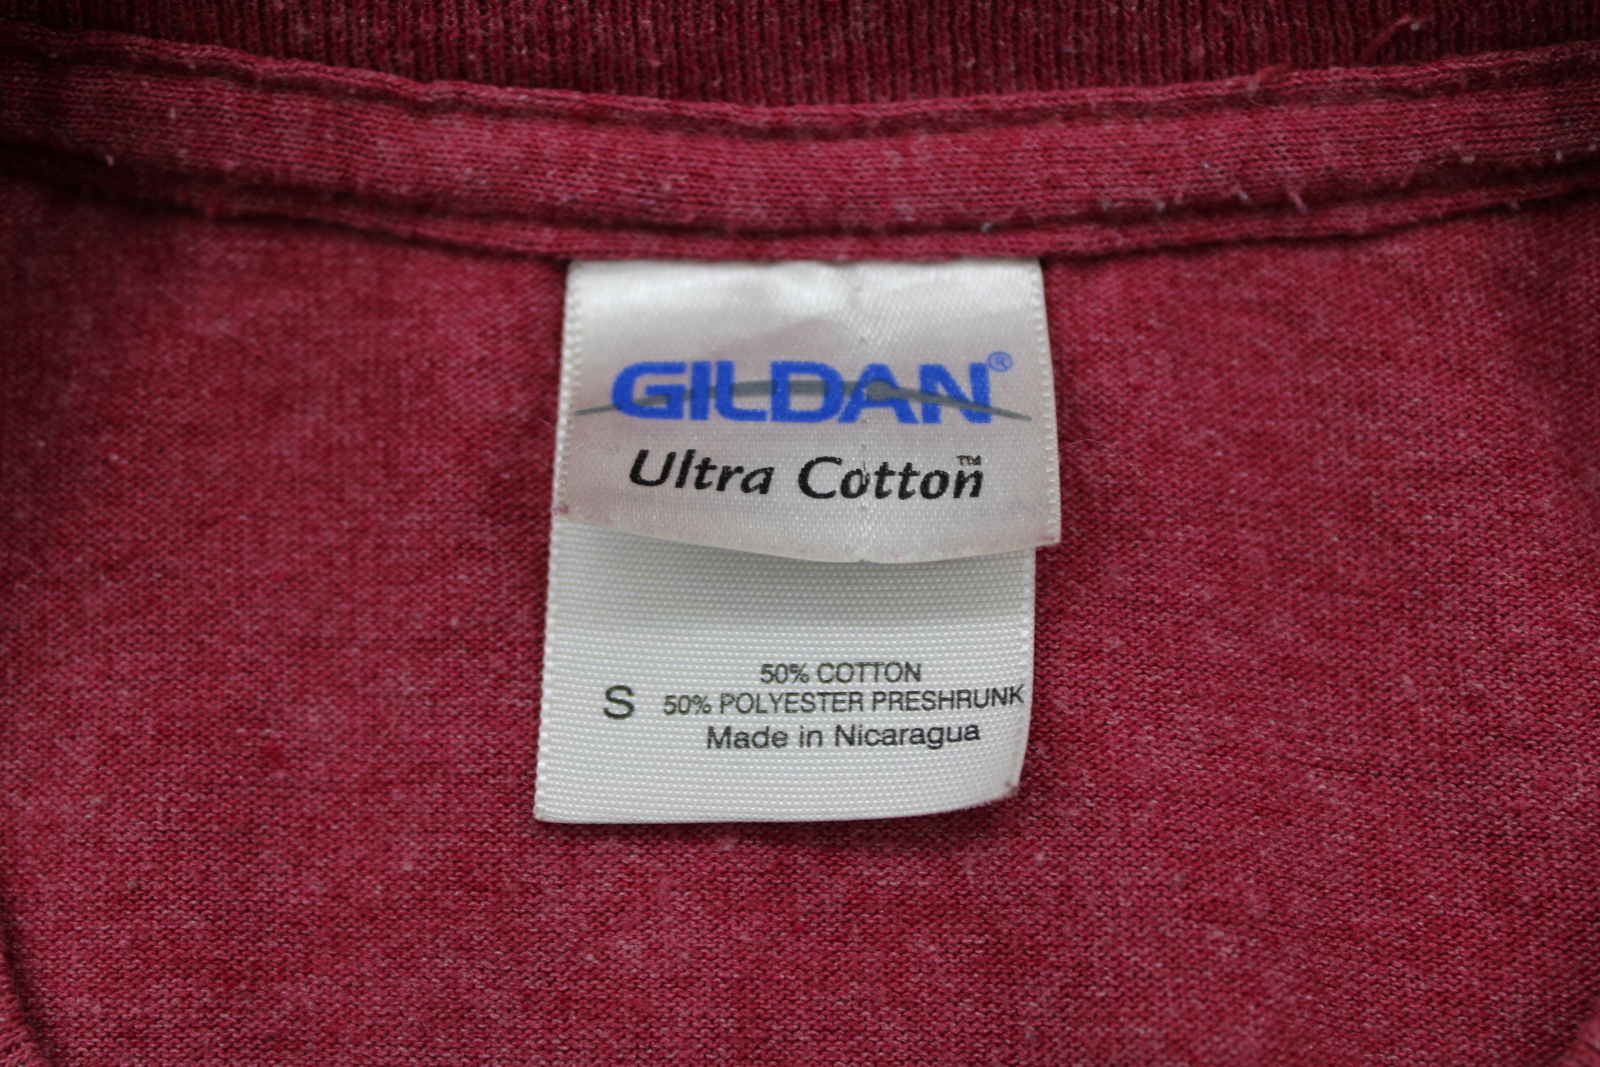 GILDAN®
Ultra Cotton™
50% COTTON
S 50% POLYESTER PRESHRUNK
Made in Nicaragua